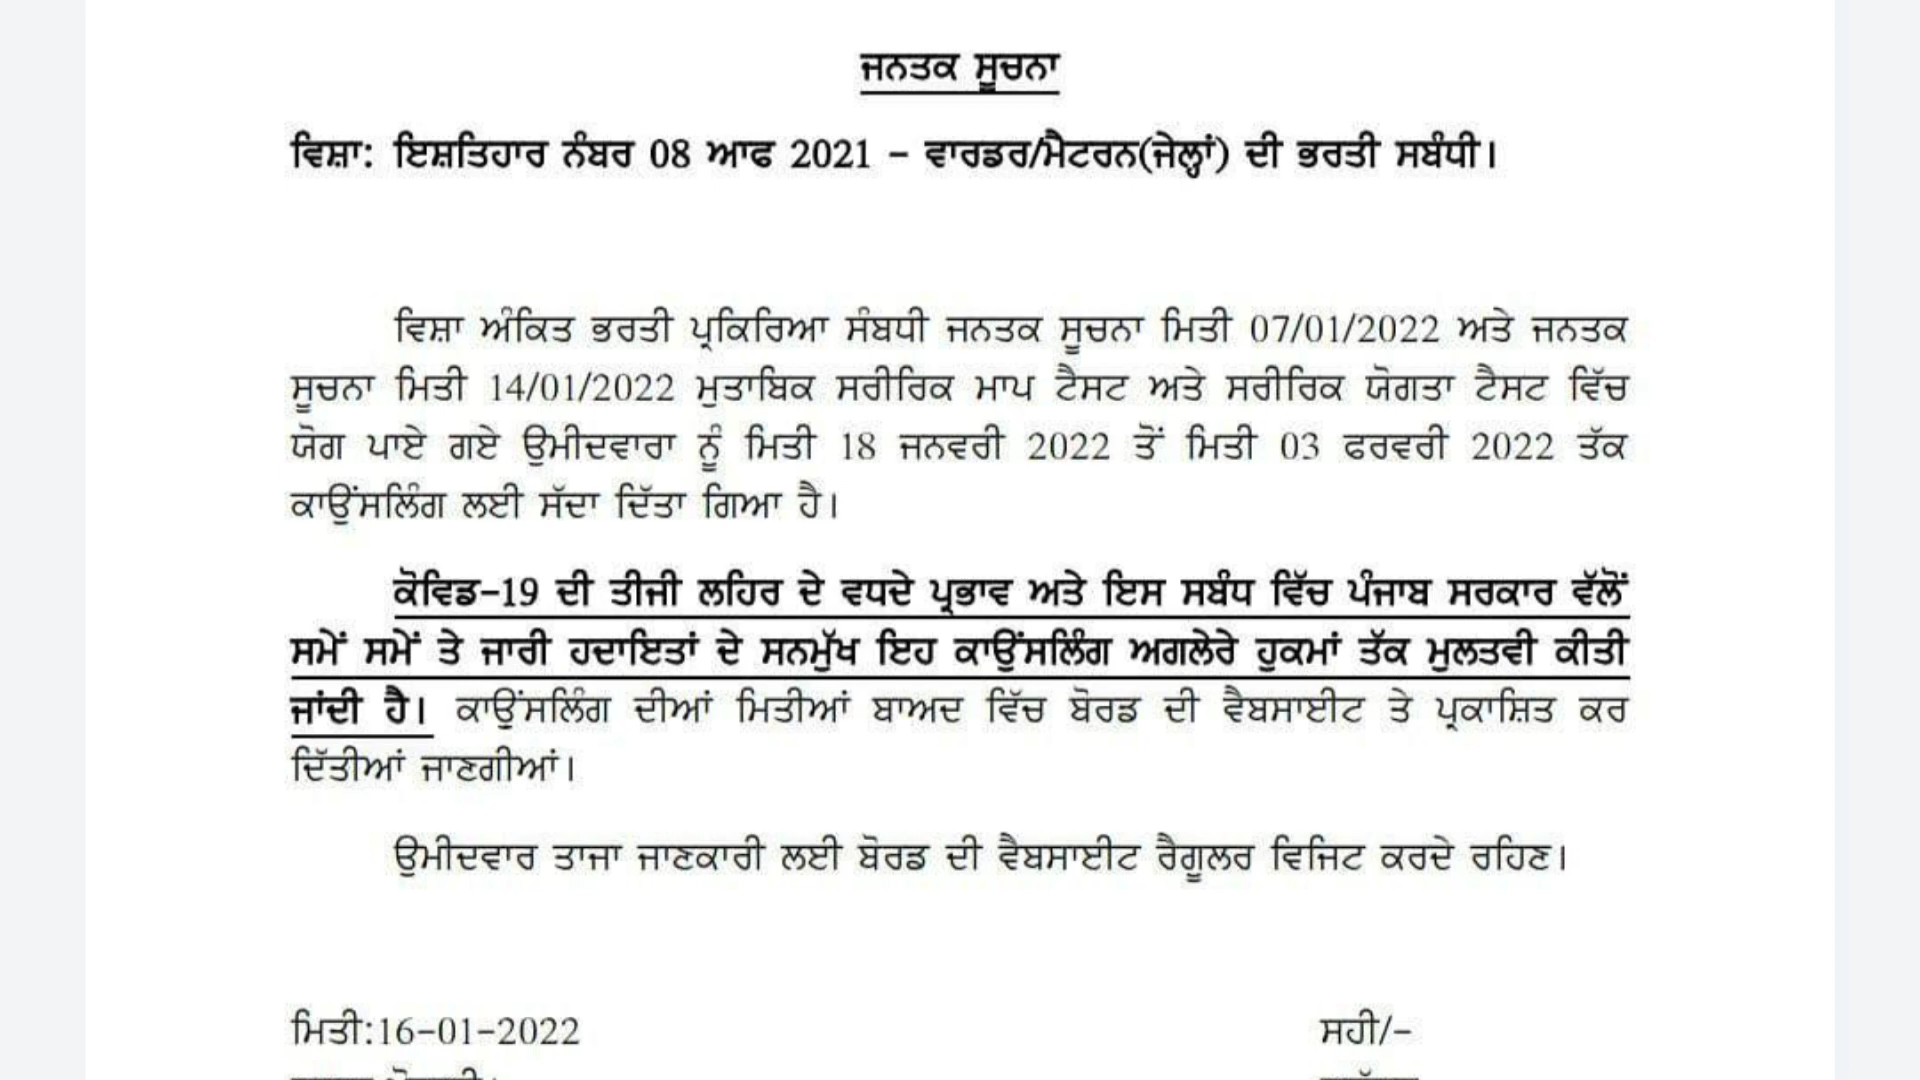 ਜਨਤਕ ਸੂਚਨਾ
ਵਿਸ਼ਾ: ਇਸ਼ਤਿਹਾਰ ਨੰਬਰ 08 ਆਫ 2021 – ਵਾਰਡਰ/ਮੈਟਰਨ(ਜੇਲ੍ਹਾਂ) ਦੀ ਭਰਤੀ ਸਬੰਧੀ।
ਵਿਸ਼ਾ ਅੰਕਿਤ ਭਰਤੀ ਪ੍ਰਕਿਰਿਆ ਸੰਬਧੀ ਜਨਤਕ ਸੂਚਨਾ ਮਿਤੀ 07/01/2022 ਅਤੇ ਜਨਤਕ
ਸੂਚਨਾ ਮਿਤੀ 14/01/2022 ਮੁਤਾਬਿਕ ਸਰੀਰਿਕ ਮਾਪ ਟੈਸਟ ਅਤੇ ਸਰੀਰਿਕ ਯੋਗਤਾ ਟੈਸਟ ਵਿੱਚ
ਯੋਗ ਪਾਏ ਗਏ ਉਮੀਦਵਾਰਾ ਨੂੰ ਮਿਤੀ 18 ਜਨਵਰੀ 2022 ਤੋਂ ਮਿਤੀ 03 ਫਰਵਰੀ 2022 ਤੱਕ
ਕਾਉਂਸਲਿੰਗ ਲਈ ਸੱਦਾ ਦਿੱਤਾ ਗਿਆ ਹੈ।
ਕੋਵਿਡ–19 ਦੀ ਤੀਜੀ ਲਹਿਰ ਦੇ ਵਧਦੇ ਪ੍ਰਭਾਵ ਅਤੇ ਇਸ ਸਬੰਧ ਵਿੱਚ ਪੰਜਾਬ ਸਰਕਾਰ ਵੱਲੋਂ
ਸਮੇਂ ਸਮੇਂ ਤੇ ਜਾਰੀ ਹਦਾਇਤਾਂ ਦੇ ਸਨਮੁੱਖ ਇਹ ਕਾਉਂਸਲਿੰਗ ਅਗਲੇਰੇ ਹੁਕਮਾਂ ਤੱਕ ਮੁਲਤਵੀ ਕੀਤੀ
ਜਾਂਦੀ ਹੈ। ਕਾਉਂਸਲਿੰਗ ਦੀਆਂ ਮਿਤੀਆਂ ਬਾਅਦ ਵਿੱਚ ਬੋਰਡ ਦੀ ਵੈਬਸਾਈਟ ਤੇ ਪ੍ਰਕਾਸ਼ਿਤ ਕਰ
ਦਿੱਤੀਆਂ ਜਾਣਗੀਆਂ।
ਉਮੀਦਵਾਰ ਤਾਜਾ ਜਾਣਕਾਰੀ ਲਈ ਬੋਰਡ ਦੀ ਵੈਬਸਾਈਟ ਰੈਗੂਲਰ ਵਿਜਿਟ ਕਰਦੇ ਰਹਿਣ।
ਮਿਤੀ:16–01–2022 ਸਹੀ/–